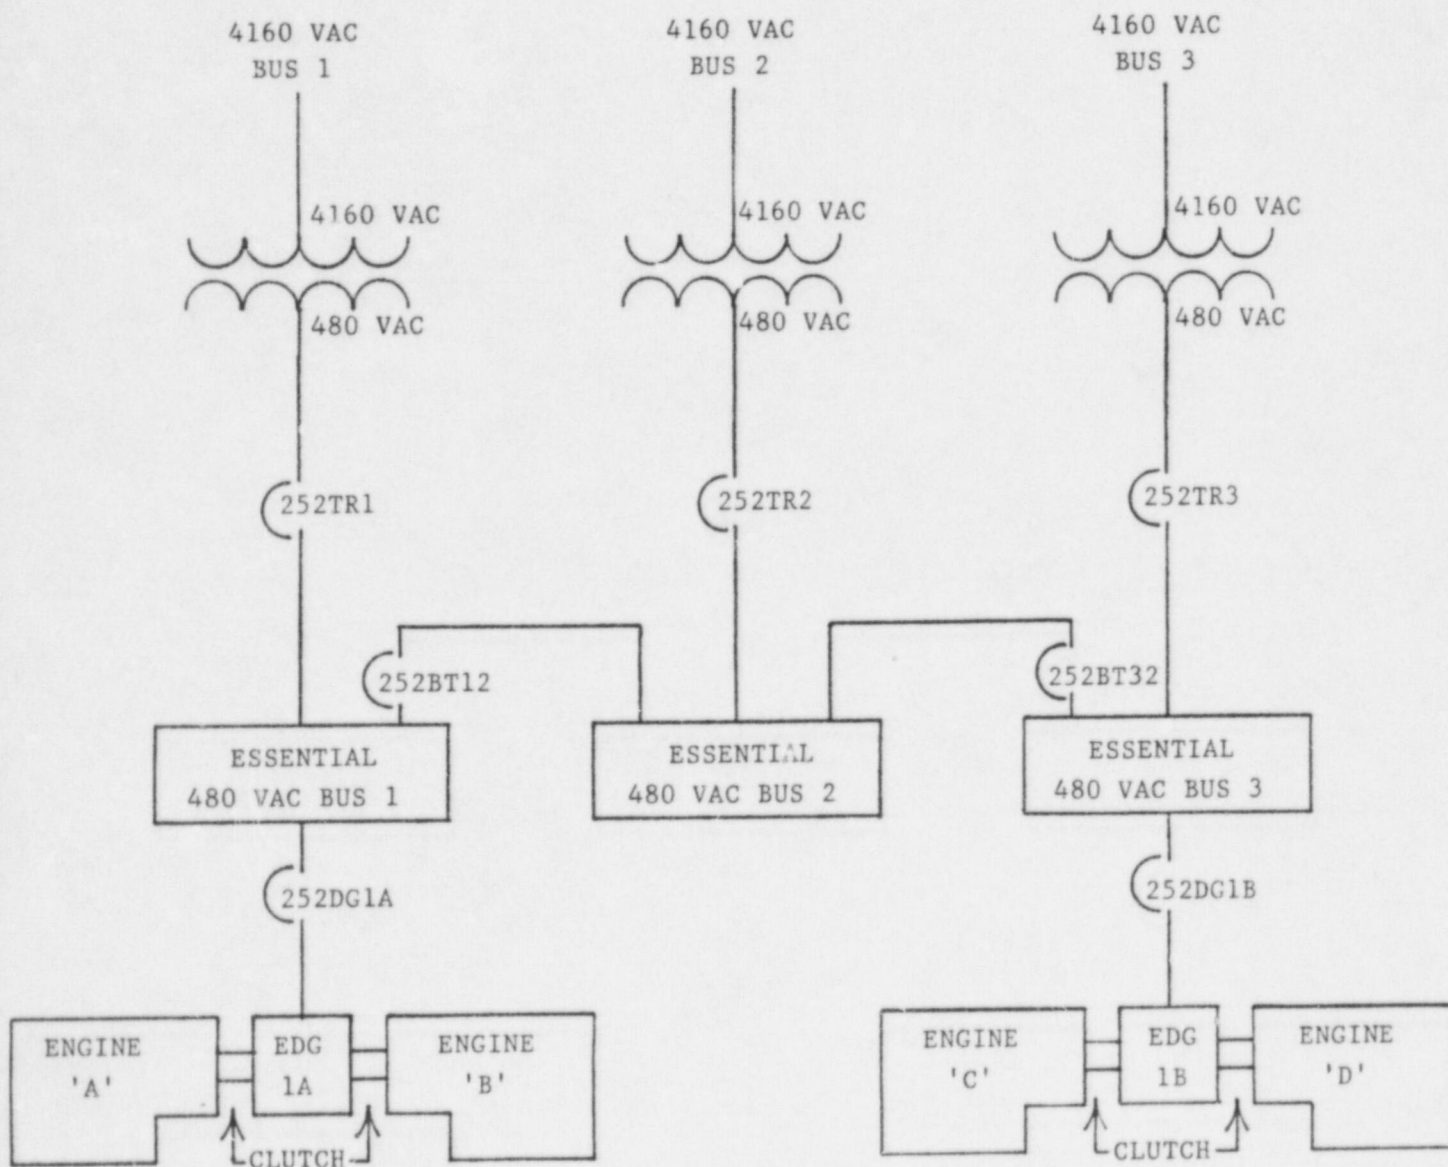 4160 VAC
BUS 1
4160 VAC
BUS 2
4160 VAC
BUS 3
4160 VAC
4160 VAC
4160 VAC
480 VAC
480 VAC
480 VAC
252TR1
252TR2
252TR3
252BT12
252BT32
ESSENTIAL
480 VAC BUS 1
ESSENTIAL
480 VAC BUS 2
ESSENTIAL
480 VAC BUS 3
252DG1A
252DG1B
ENGINE
'A'
EDG
1A
ENGINE
'B'
ENGINE
'C'
EDG
1B
ENGINE
'D'
CLUTCH
CLUTCH